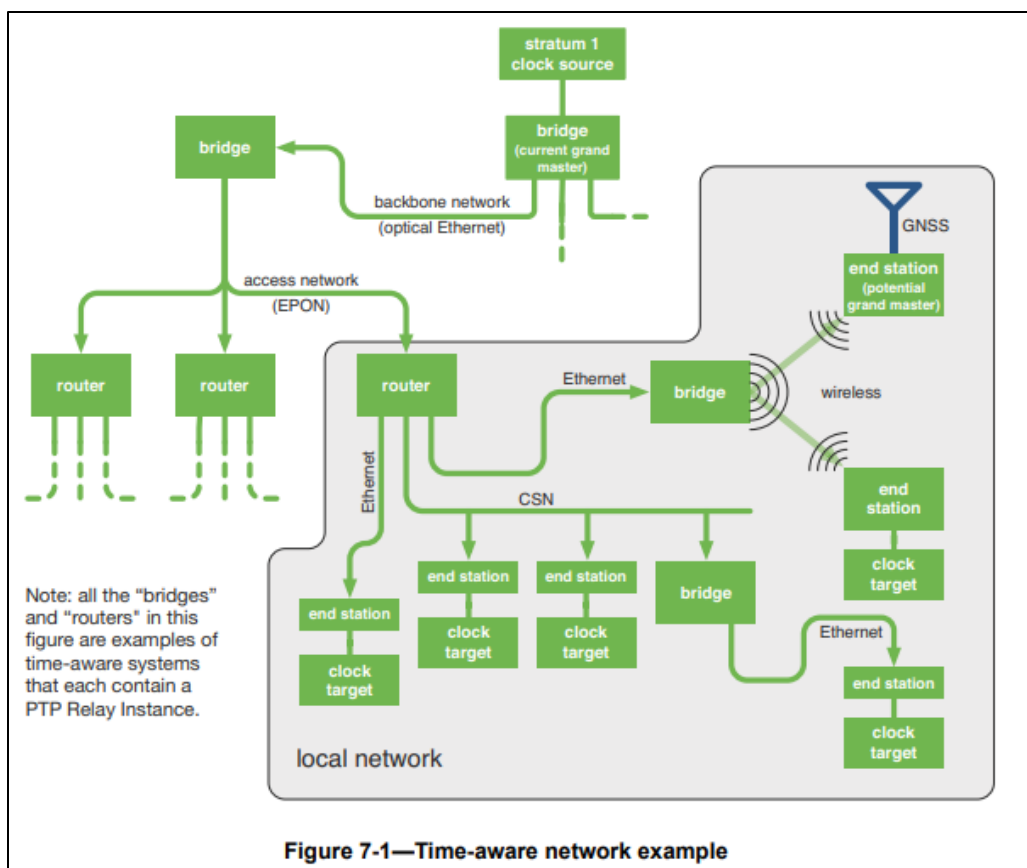 stratum 1
clock source
bridge
(current grand
master)
bridge
backbone network
(optical Ethernet)
GNSS
end station
(potential
grand master)
access network
(EPON)
router
router
router
Ethernet
bridge
wireless
Ethernet
CSN
end
station
clock
target
end station
clock
target
end station
clock
target
bridge
end station
clock
target
Ethernet
end station
clock
target
Note: all the “bridges”
and “routers" in this
figure are examples of
time-aware systems
that each contain a
PTP Relay Instance.
local network
Figure 7-1—Time-aware network example